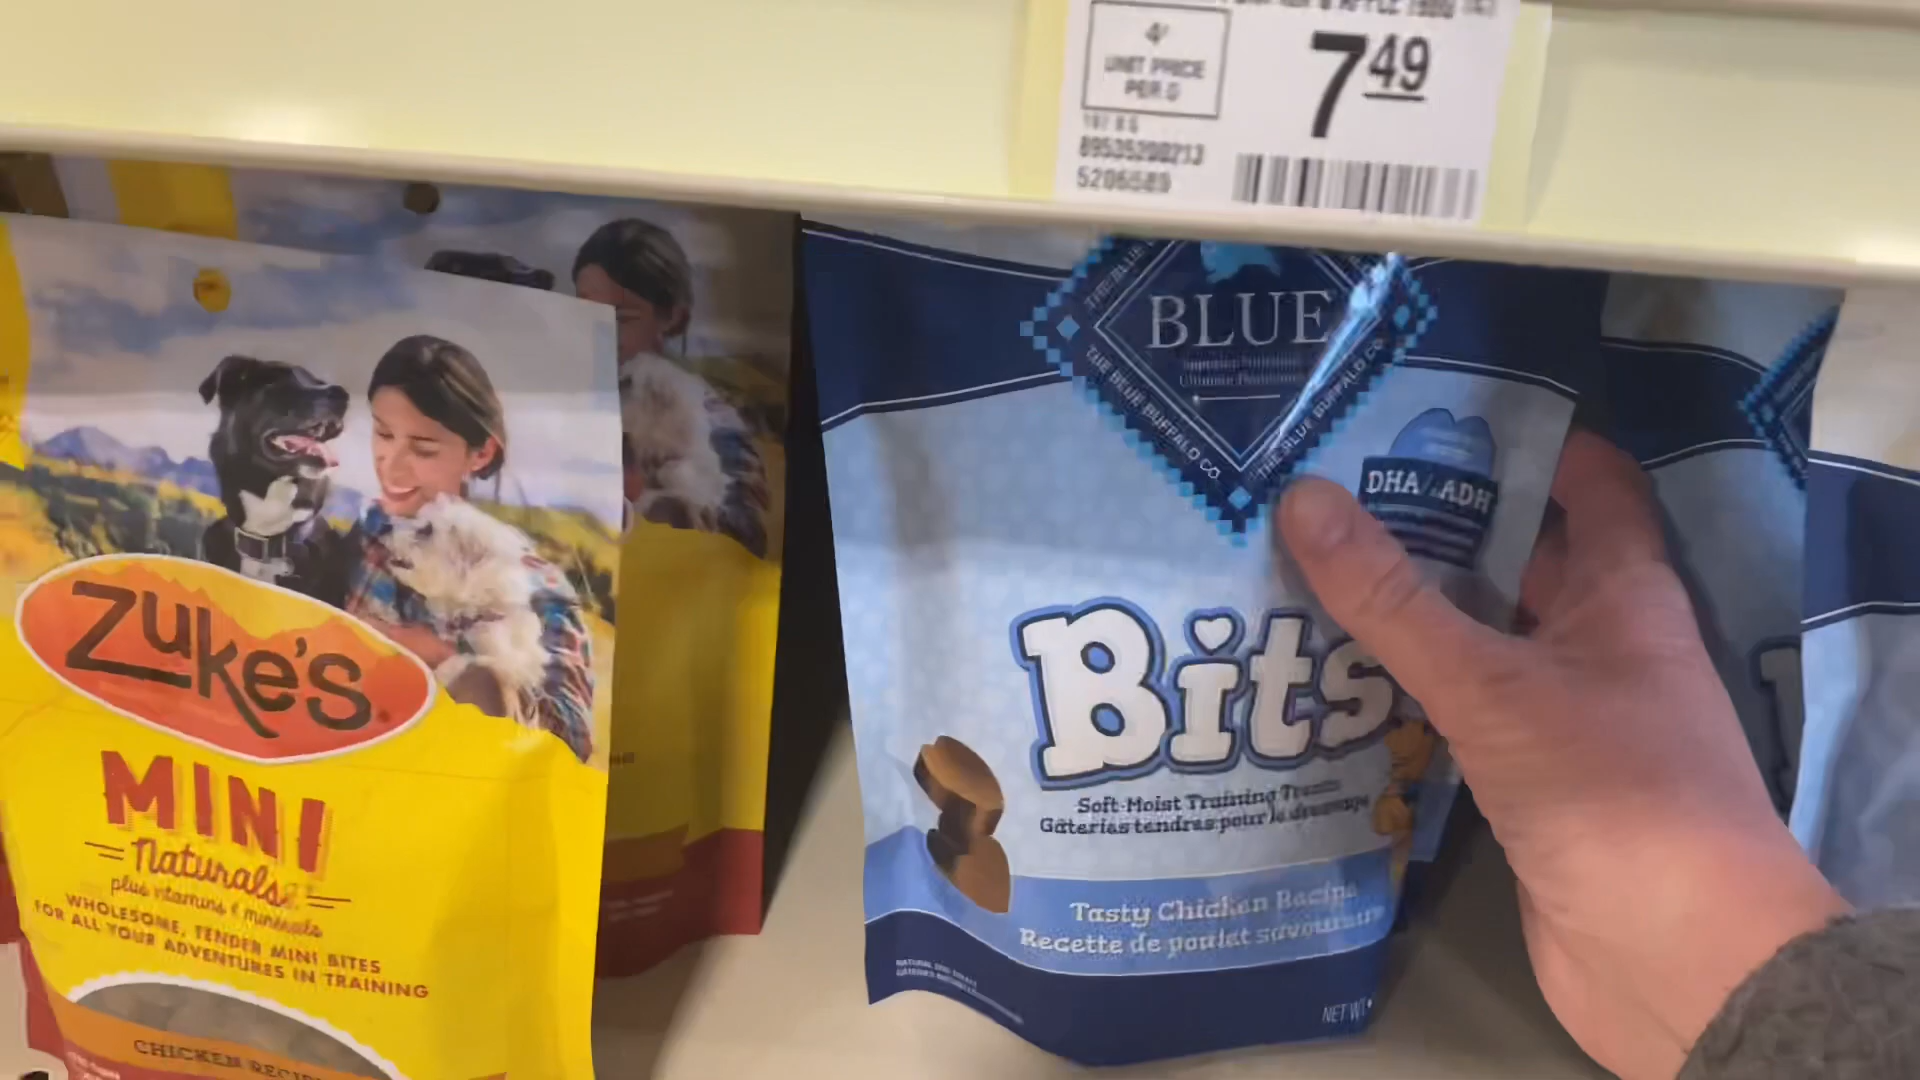 4¢
UNIT PRICE
PER G
7 49
5206589
BLUE
THE BLUE BUFFALO CO.
THE BLUE BUFFALO CO.
DHA/ADH
Bits
Soft-Moist Training Treats
Gâteries tendres pour le dressage
Tasty Chicken Recipe
Recette de poulet savoureuse
NET WT
Zuke's
MINI
Naturals
plus vitamins & minerals
WHOLESOME, TENDER MINI BITES
FOR ALL YOUR ADVENTURES IN TRAINING
CHICKEN RECIPE